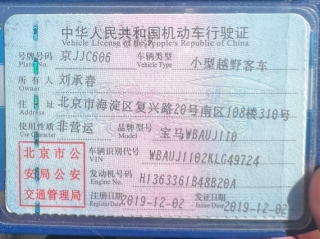 中华人民共和国机动车行驶证
Vehicle License of the People's Republic of China
号牌号码 Plate No. 京JJC606 车辆类型 Vehicle Type 小型越野客车
所有人 Owner 刘承春
住址 Address 北京市海淀区复兴路20号南区108楼310号
使用性质 Use Character 非营运 品牌型号 Model 宝马WBAUJ110
北京市公安局公安交通管理局
车辆识别代号 VIN WBAUJ1102KLG49724
发动机号码 Engine No. H1363361B48B20A
注册日期 Register Date 2019-12-02 发证日期 Issue Date 2019-12-02